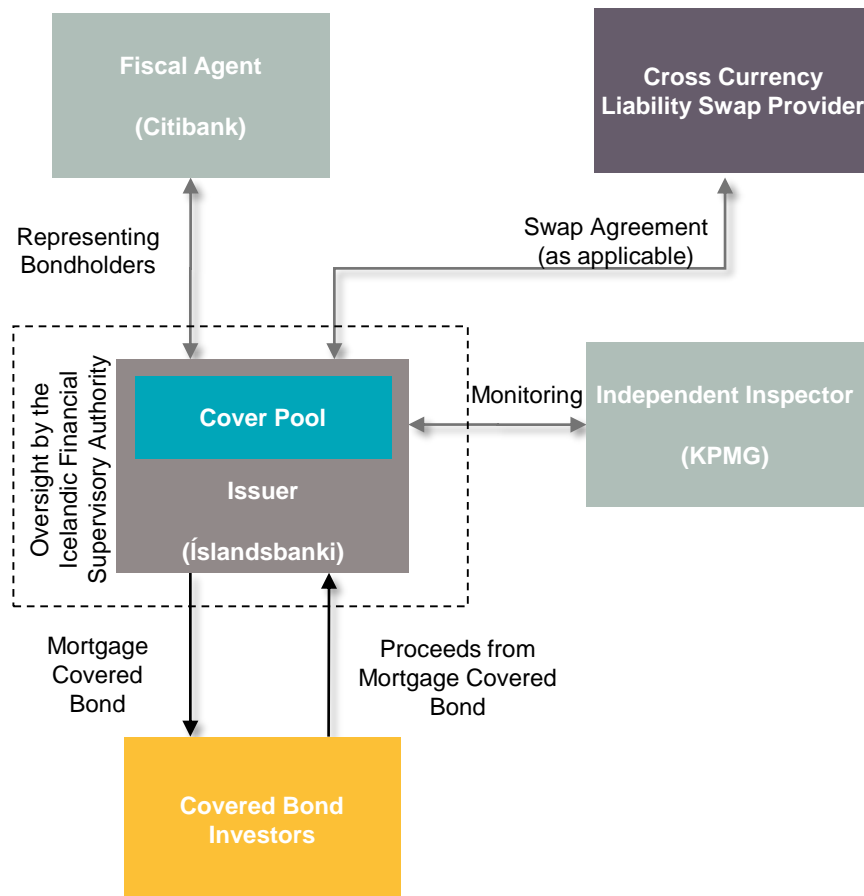 Fiscal Agent
(Citibank)
Cross Currency
Liability Swap Provider
Representing
Bondholders
Swap Agreement
(as applicable)
Oversight by the
Icelandic Financial
Supervisory Authority
Cover Pool
Issuer
(Íslandsbanki)
Monitoring
Independent Inspector
(KPMG)
Mortgage
Covered
Bond
Proceeds from
Mortgage Covered
Bond
Covered Bond
Investors